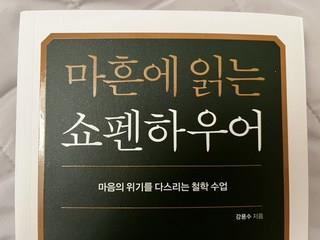 마흔에 읽는
쇼펜하우어
마음의 위기를 다스리는 철학 수업
강용수 지음